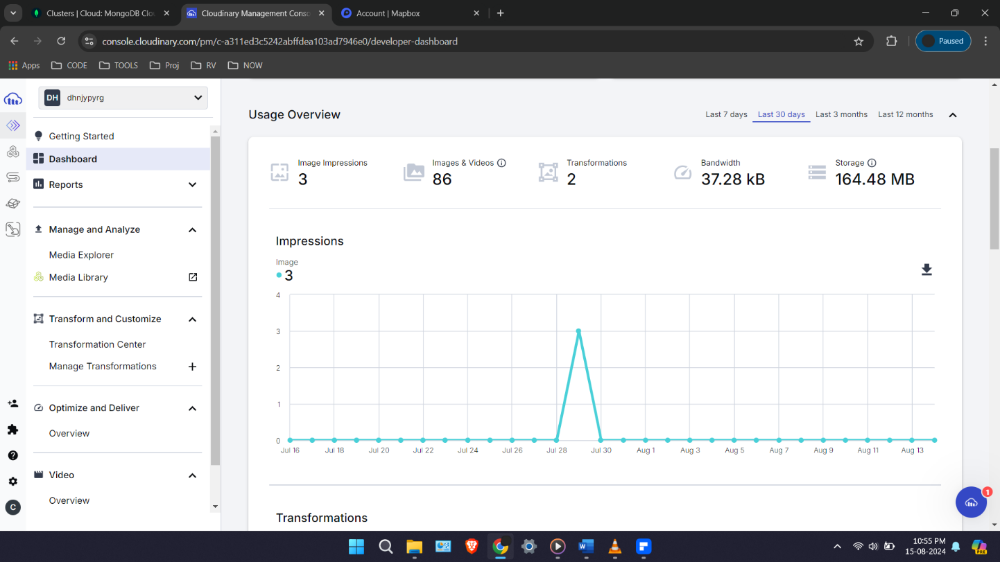 Clusters | Cloud: MongoDB Clou
Cloudinary Management Conso
Account | Mapbox
console.cloudinary.com/pm/c-a311ed3c5242abffdea103ad7946e0/developer-dashboard
Paused
Apps CODE TOOLS Proj RV NOW
DH dhnjypyrg
Getting Started
Dashboard
Reports
Manage and Analyze
Media Explorer
Media Library
Transform and Customize
Transformation Center
Manage Transformations
Optimize and Deliver
Overview
Video
Overview
C
Usage Overview
Last 7 days Last 30 days Last 3 months Last 12 months
Image Impressions
3
Images & Videos
86
Transformations
2
Bandwidth
37.28 kB
Storage
164.48 MB
Impressions
Image
3
4
3
2
1
0
Jul 16 Jul 18 Jul 20 Jul 22 Jul 24 Jul 26 Jul 28 Jul 30 Aug 1 Aug 3 Aug 5 Aug 7 Aug 9 Aug 11 Aug 13
Transformations
1
10:55 PM
15-08-2024
PRE